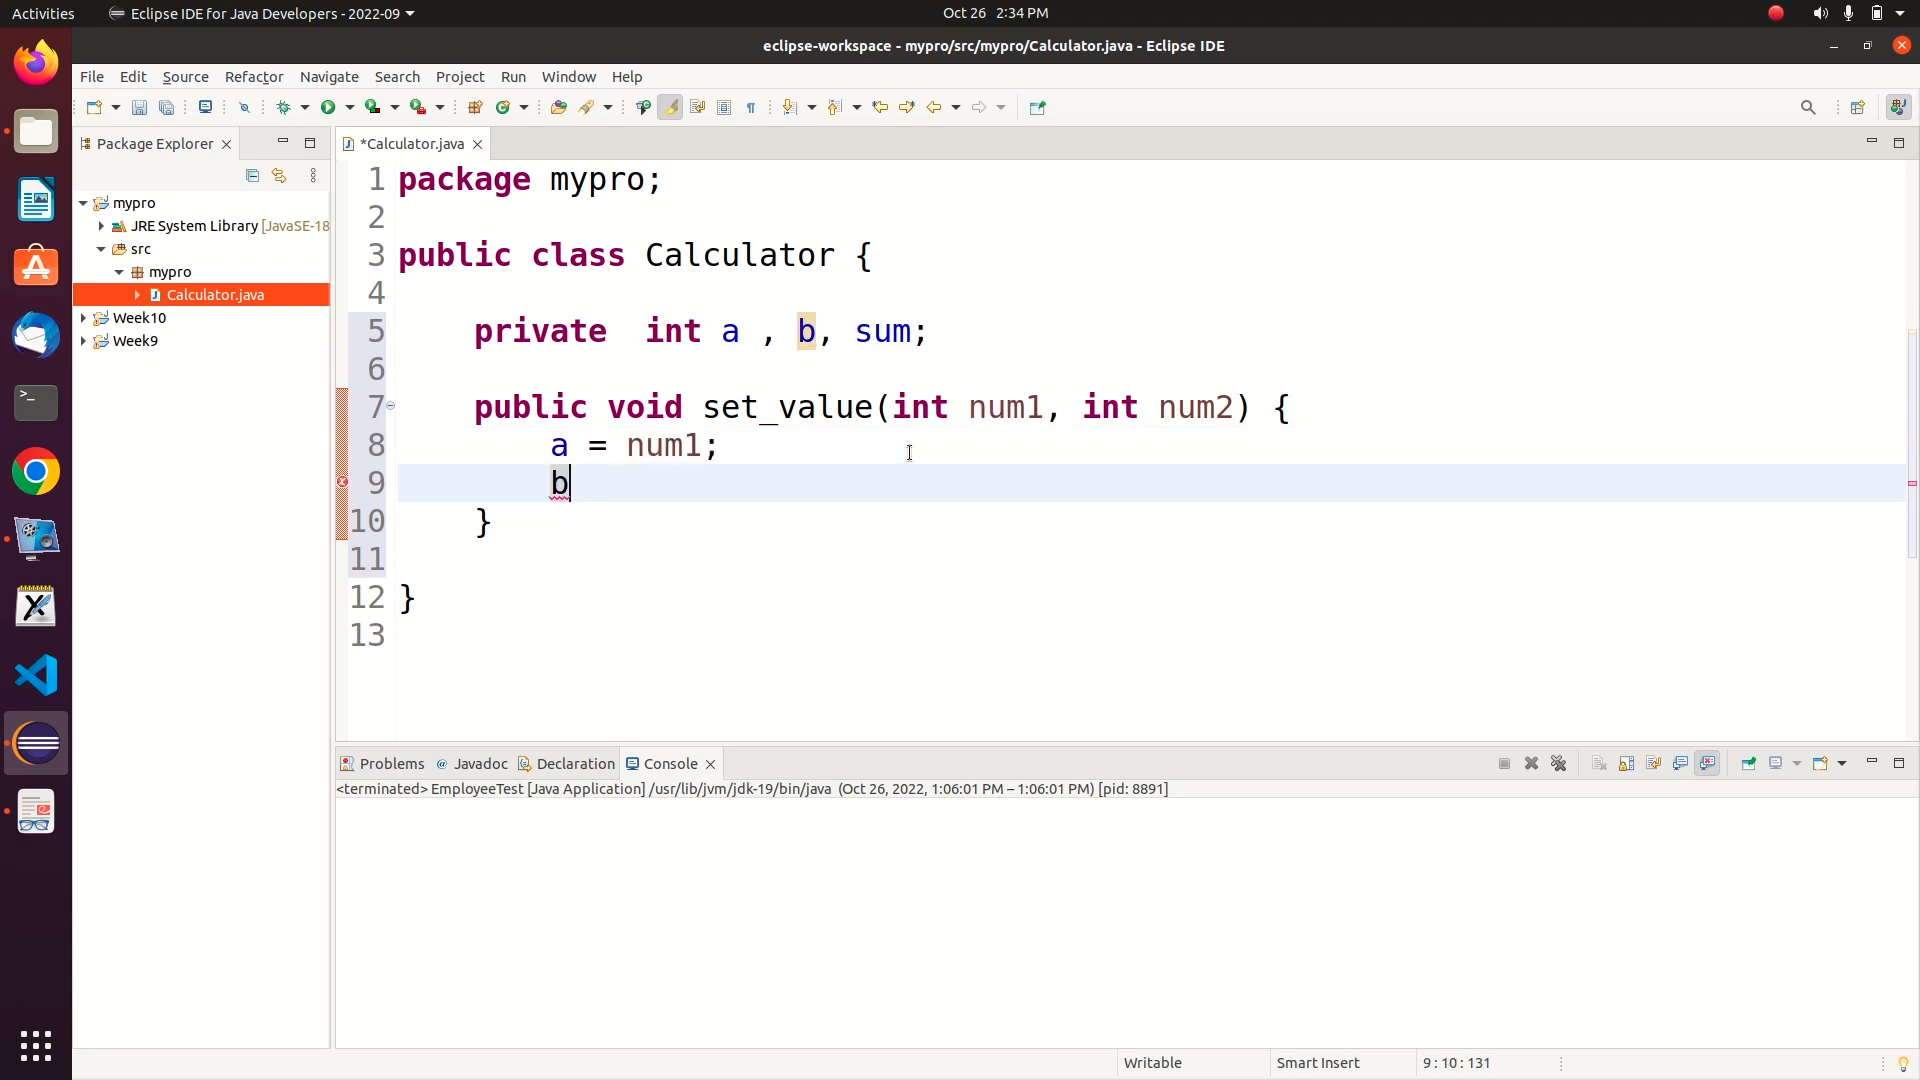 Activities Eclipse IDE for Java Developers - 2022-09 Oct 26 2:34 PM
eclipse-workspace - mypro/src/mypro/Calculator.java - Eclipse IDE
File Edit Source Refactor Navigate Search Project Run Window Help
Package Explorer
*Calculator.java
mypro
JRE System Library [JavaSE-18
src
mypro
Calculator.java
Week10
Week9
1 package mypro;
2
3 public class Calculator {
4
5 private int a , b, sum;
6
7 public void set_value(int num1, int num2) {
8 a = num1;
9 b
10 }
11
12 }
13
Problems Javadoc Declaration Console
<terminated> EmployeeTest [Java Application] /usr/lib/jvm/jdk-19/bin/java (Oct 26, 2022, 1:06:01 PM – 1:06:01 PM) [pid: 8891]
Writable Smart Insert 9 : 10 : 131